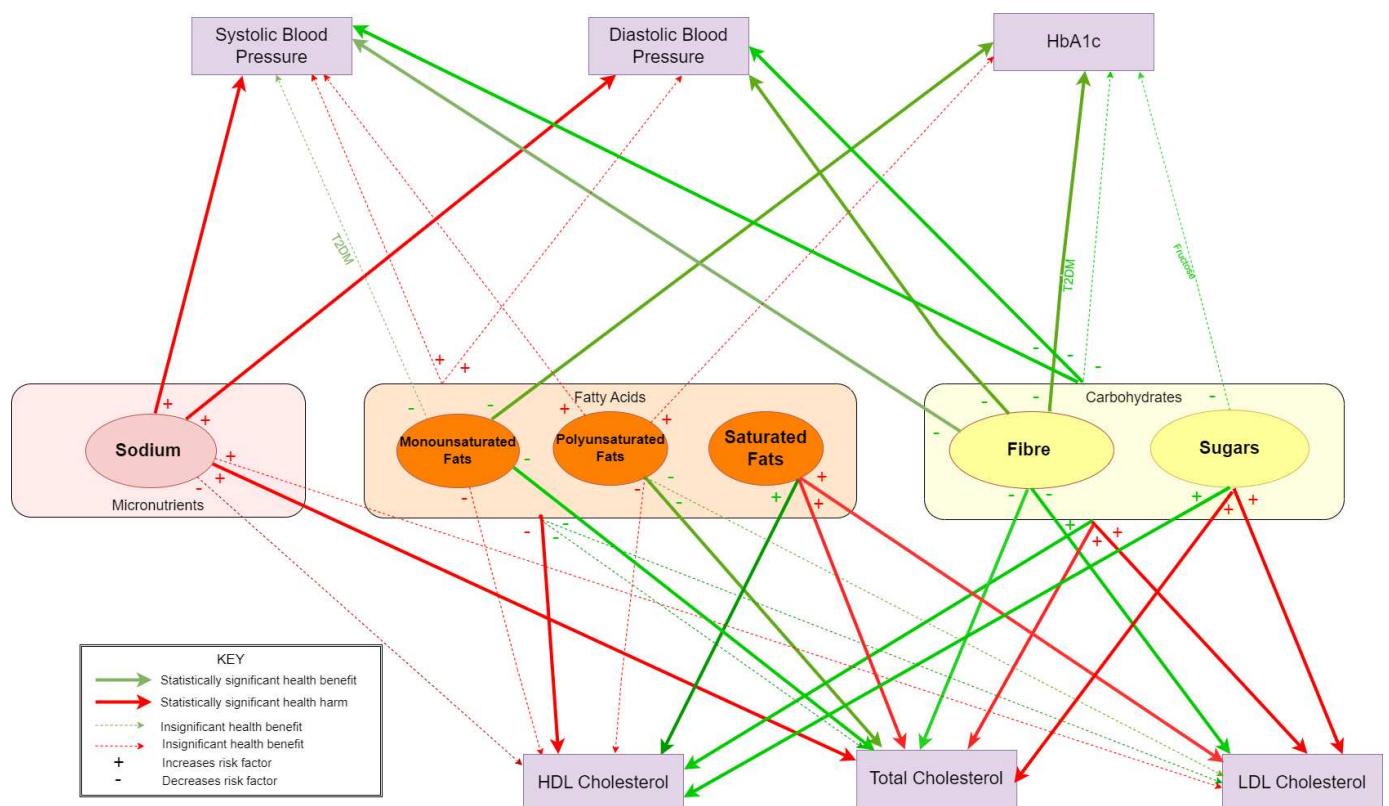 Systolic Blood
Pressure
Diastolic Blood
Pressure
HbA1c
T2DM
T2DM
Fructose
+
+
-
-
-
-
-
Fatty Acids
Carbohydrates
+
+
+
+
-
-
+
+
-
-
-
-
Sodium
Monounsaturated
Fats
Polyunsaturated
Fats
Saturated
Fats
Fibre
Sugars
+
+
-
-
-
-
-
-
+
+
+
+
-
-
+
+
+
Micronutrients
-
-
-
+
+
+
KEY
Statistically significant health benefit
Statistically significant health harm
Insignificant health benefit
Insignificant health benefit
+ Increases risk factor
- Decreases risk factor
HDL Cholesterol
Total Cholesterol
LDL Cholesterol